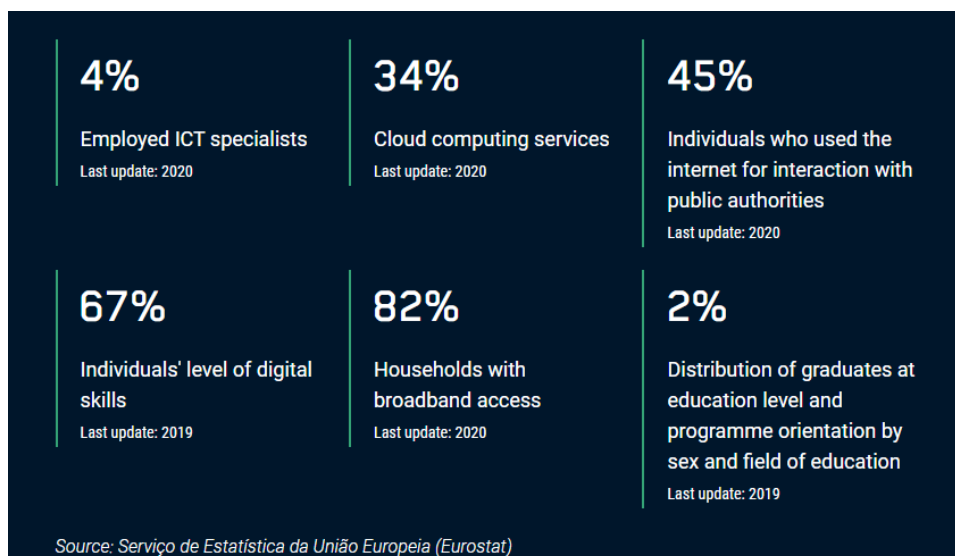 4%
Employed ICT specialists
Last update: 2020
34%
Cloud computing services
Last update: 2020
45%
Individuals who used the
internet for interaction with
public authorities
Last update: 2020
67%
Individuals' level of digital
skills
Last update: 2019
82%
Households with
broadband access
Last update: 2020
2%
Distribution of graduates at
education level and
programme orientation by
sex and field of education
Last update: 2019
Source: Serviço de Estatística da União Europeia (Eurostat)